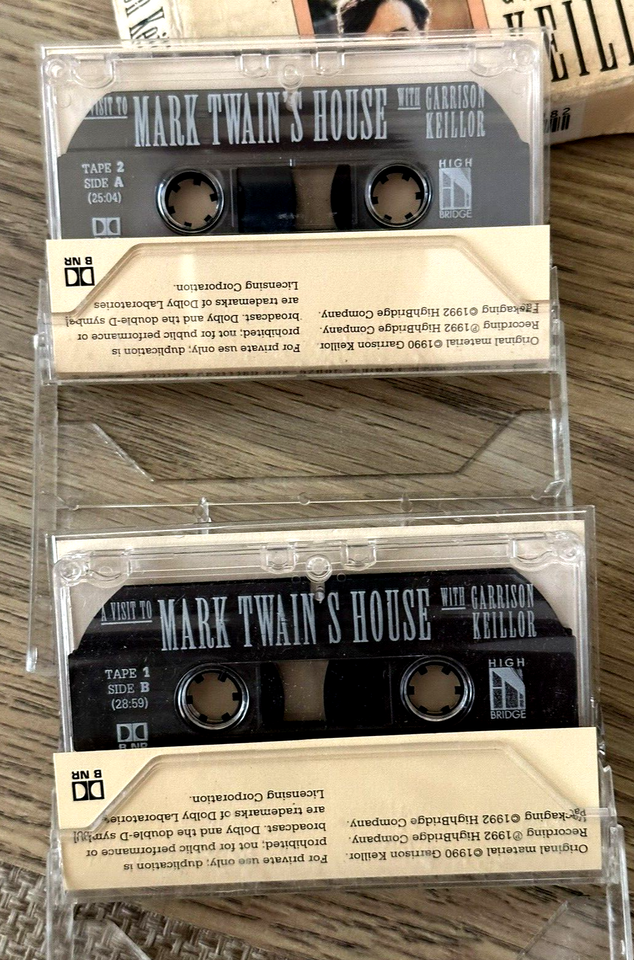 KEILL
A VISIT TO MARK TWAIN'S HOUSE WITH GARRISON KEILLOR
TAPE 2
SIDE A
(25:04)
HIGH
BRIDGE
B NR
For private use only; duplication is
prohibited; not for public performance or
broadcast. Dolby and the double-D symbol
are trademarks of Dolby Laboratories
Licensing Corporation.
Original material ©1990 Garrison Keillor
Recording ℗1992 HighBridge Company.
Packaging ©1992 HighBridge Company.
A VISIT TO MARK TWAIN'S HOUSE WITH GARRISON KEILLOR
TAPE 1
SIDE B
(28:59)
HIGH
BRIDGE
B NR
B NR
For private use only; duplication is
prohibited; not for public performance or
broadcast. Dolby and the double-D symbol
are trademarks of Dolby Laboratories
Licensing Corporation.
Original material ©1990 Garrison Keillor.
Recording ℗1992 HighBridge Company.
Packaging ©1992 HighBridge Company.